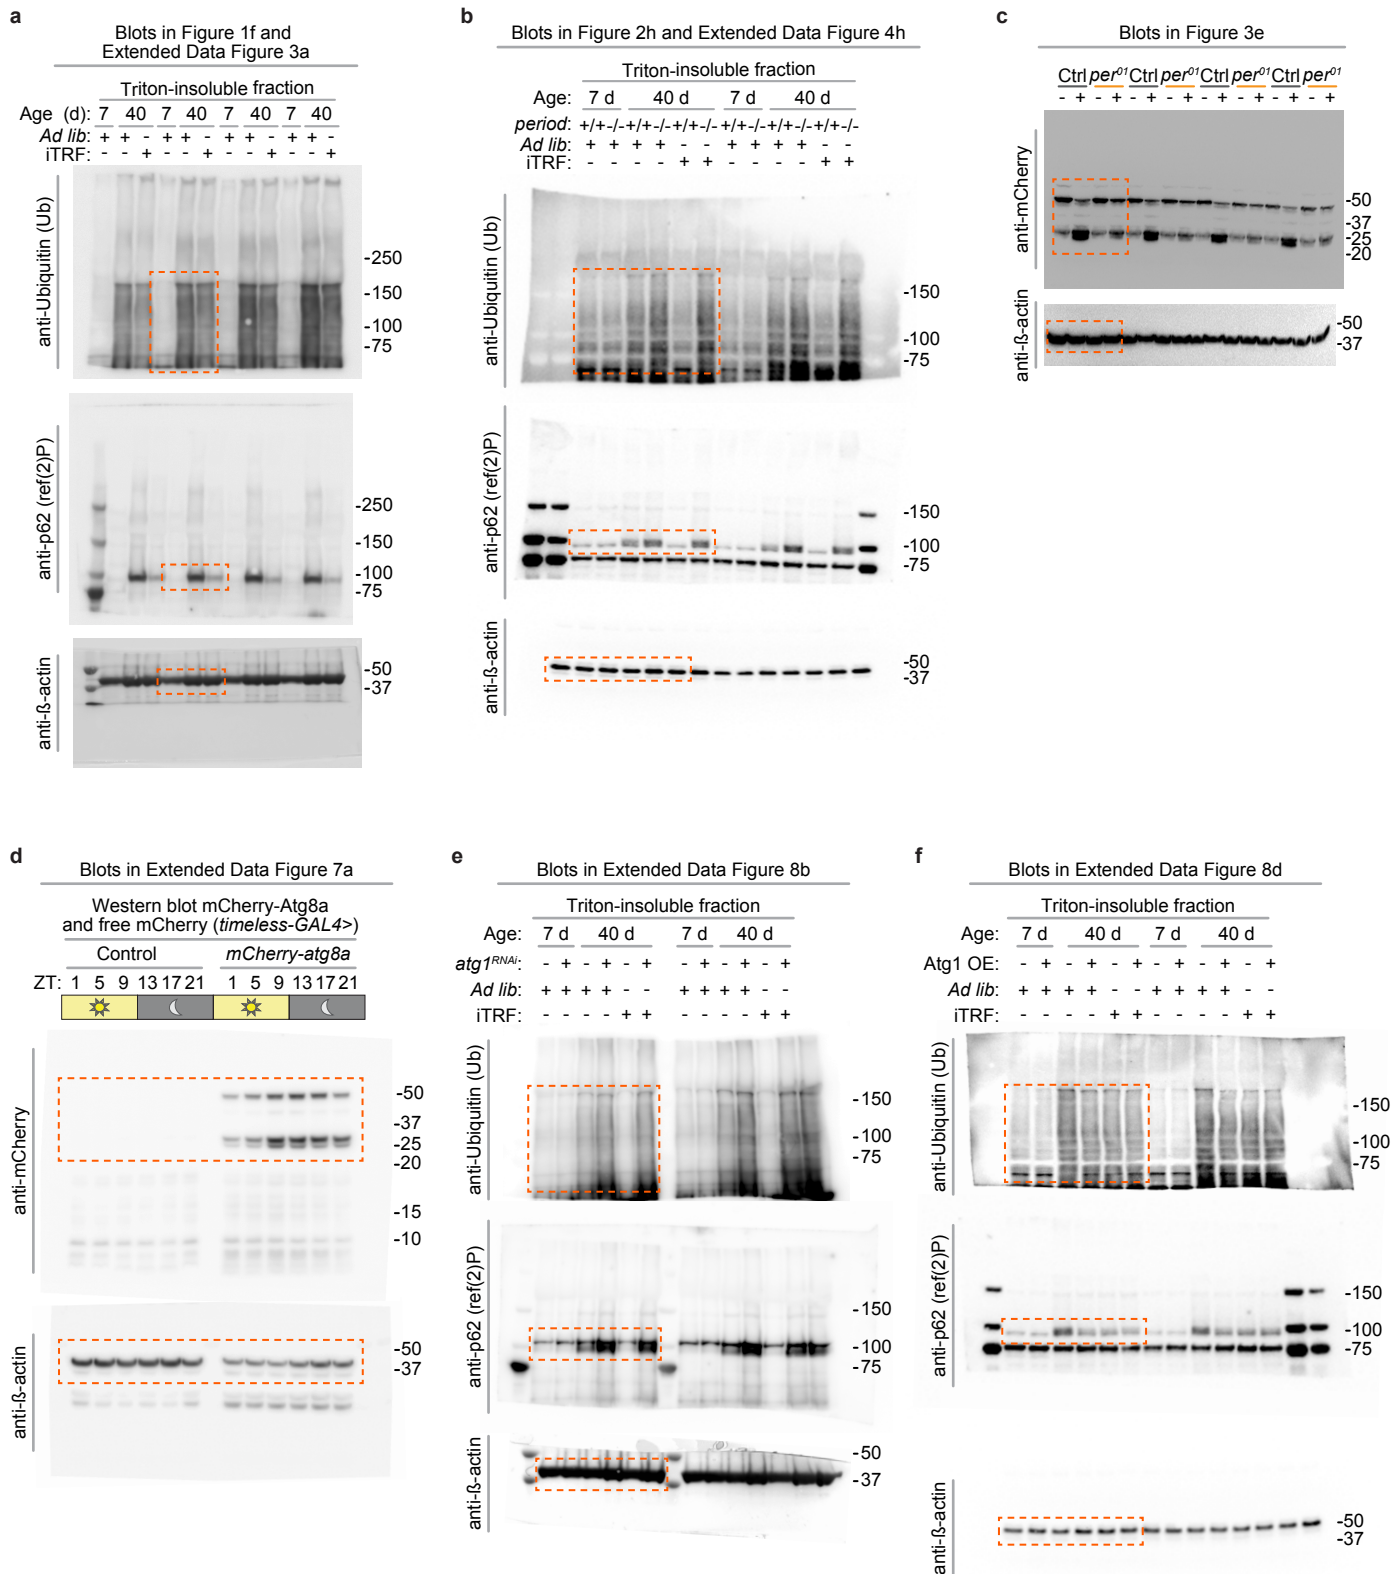 a
Blots in Figure 1f and
Extended Data Figure 3a
Triton-insoluble fraction
Age (d): 7 40 7 40 7 40 7 40
Ad lib: + + - + + - + + - + + -
iTRF: - - + - - + - - + - - +
anti-Ubiquitin (Ub)
-250
-150
-100
-75
anti-p62 (ref(2)P)
-250
-150
-100
-75
anti-ß-actin
-50
-37
b
Blots in Figure 2h and Extended Data Figure 4h
Triton-insoluble fraction
Age: 7 d 40 d 7 d 40 d
period: +/+ -/- +/+ -/- +/+ -/- +/+ -/- +/+ -/- +/+ -/-
Ad lib: + + + + - - + + + + - -
iTRF: - - - - + + - - - - + +
anti-Ubiquitin (Ub)
-150
-100
-75
anti-p62 (ref(2)P)
-150
-100
-75
anti-ß-actin
-50
-37
c
Blots in Figure 3e
Ctrl per01 Ctrl per01 Ctrl per01 Ctrl per01
- + - + - + - + - + - + - + - +
anti-mCherry
-50
-37
-25
-20
anti-ß-actin
-50
-37
d
Blots in Extended Data Figure 7a
Western blot mCherry-Atg8a
and free mCherry (timeless-GAL4>)
Control mCherry-atg8a
ZT: 1 5 9 13 17 21 1 5 9 13 17 21
anti-mCherry
-50
-37
-25
-20
-15
-10
anti-ß-actin
-50
-37
e
Blots in Extended Data Figure 8b
Triton-insoluble fraction
Age: 7 d 40 d 7 d 40 d
atg1RNAi: - + - + - + - + - + - +
Ad lib: + + + + - - + + + + - -
iTRF: - - - - + + - - - - + +
anti-Ubiquitin (Ub)
-150
-100
-75
anti-p62 (ref(2)P)
-150
-100
-75
anti-ß-actin
-50
-37
f
Blots in Extended Data Figure 8d
Triton-insoluble fraction
Age: 7 d 40 d 7 d 40 d
Atg1 OE: - + - + - + - + - + - +
Ad lib: + + + + - - + + + + - -
iTRF: - - - - + + - - - - + +
anti-Ubiquitin (Ub)
-150
-100
-75
anti-p62 (ref(2)P)
-150
-100
-75
anti-ß-actin
-50
-37